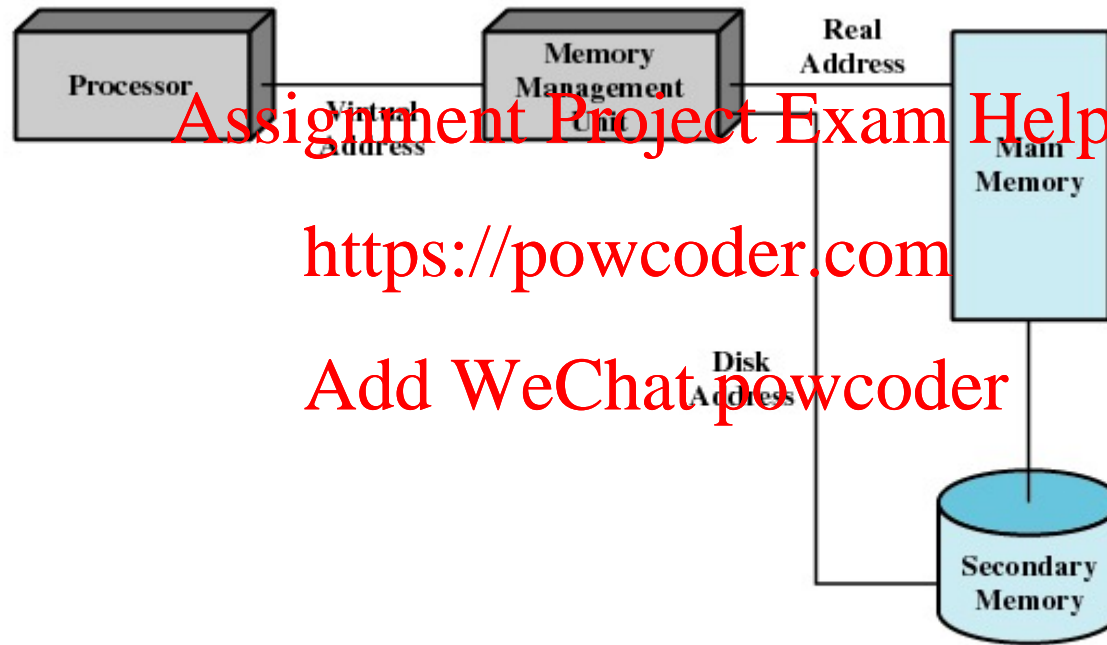 Processor
Virtual
Address
Memory
Management
Unit
Real
Address
Main
Memory
Assignment Project Exam Help
https://powcoder.com
Add WeChat powcoder
Disk
Address
Secondary
Memory